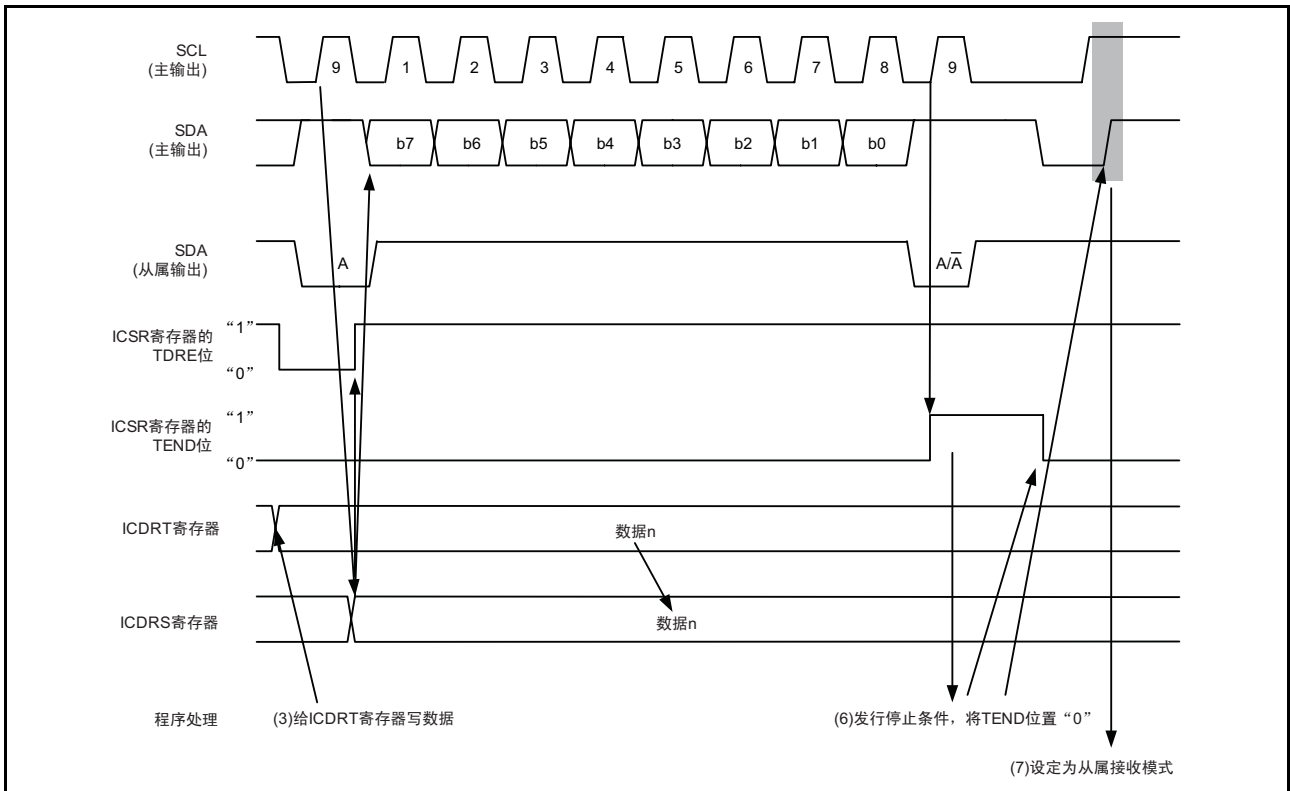 SCL
(主输出)
9 1 2 3 4 5 6 7 8 9
SDA
(主输出)
b7 b6 b5 b4 b3 b2 b1 b0
SDA
(从属输出)
A A/A̅
ICSR寄存器的
TDRE位
“1”
“0”
ICSR寄存器的
TEND位
“1”
“0”
ICDRT寄存器
数据n
ICDRS寄存器
数据n
程序处理
(3)给ICDRT寄存器写数据
(6)发行停止条件，将TEND位置“0”
(7)设定为从属接收模式